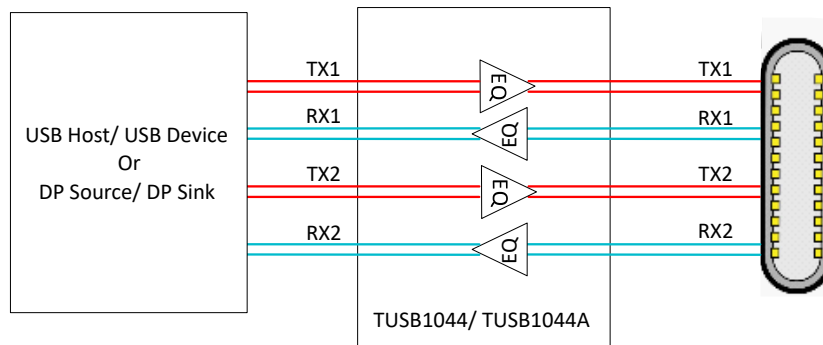 TX1
TX1
EQ
RX1
RX1
EQ
USB Host/ USB Device
Or
DP Source/ DP Sink
TX2
TX2
EQ
RX2
RX2
EQ
TUSB1044/ TUSB1044A